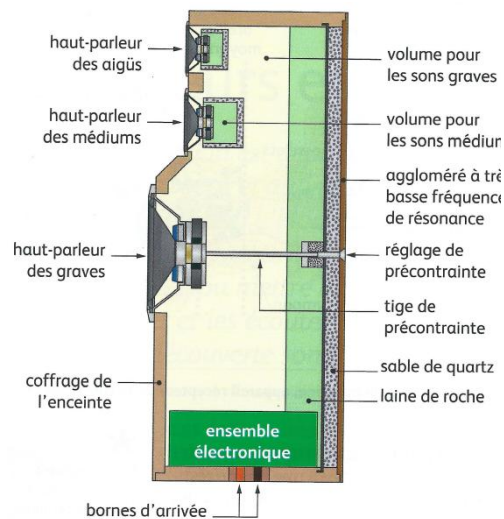 haut-parleur
des aigüs
haut-parleur
des médiums
haut-parleur
des graves
coffrage de
l'enceinte
bornes d'arrivée
ensemble
électronique
volume pour
les sons graves
volume pour
les sons médium
aggloméré à trè
basse fréquence
de résonance
réglage de
précontrainte
tige de
précontrainte
sable de quartz
laine de roche